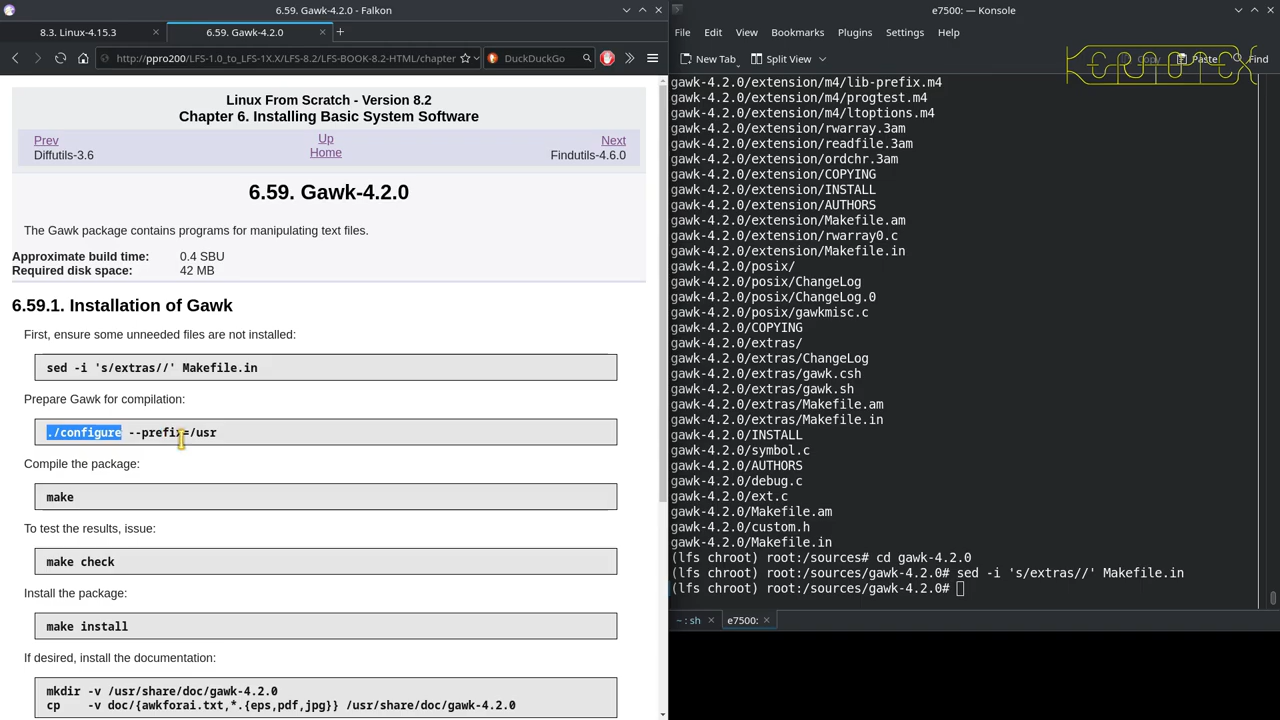 6.59. Gawk-4.2.0 - Falkon
8.3. Linux-4.15.3
6.59. Gawk-4.2.0
http://ppro200/LFS-1.0_to_LFS-1X.X/LFS-8.2/LFS-BOOK-8.2-HTML/chapter
DuckDuckGo
Linux From Scratch - Version 8.2
Chapter 6. Installing Basic System Software
Prev
Up
Next
Diffutils-3.6
Home
Findutils-4.6.0
6.59. Gawk-4.2.0
The Gawk package contains programs for manipulating text files.
Approximate build time: 0.4 SBU
Required disk space: 42 MB
6.59.1. Installation of Gawk
First, ensure some unneeded files are not installed:
sed -i 's/extras//' Makefile.in
Prepare Gawk for compilation:
./configure --prefix=/usr
Compile the package:
make
To test the results, issue:
make check
Install the package:
make install
If desired, install the documentation:
mkdir -v /usr/share/doc/gawk-4.2.0
cp    -v doc/{awkforai.txt,*.{eps,pdf,jpg}} /usr/share/doc/gawk-4.2.0
e7500: — Konsole
File Edit View Bookmarks Plugins Settings Help
New Tab Split View Copy Paste Find
gawk-4.2.0/extension/m4/lib-prefix.m4
gawk-4.2.0/extension/m4/progtest.m4
gawk-4.2.0/extension/m4/ltoptions.m4
gawk-4.2.0/extension/rwarray.3am
gawk-4.2.0/extension/readfile.3am
gawk-4.2.0/extension/ordchr.3am
gawk-4.2.0/extension/COPYING
gawk-4.2.0/extension/INSTALL
gawk-4.2.0/extension/AUTHORS
gawk-4.2.0/extension/Makefile.am
gawk-4.2.0/extension/rwarray0.c
gawk-4.2.0/extension/Makefile.in
gawk-4.2.0/posix/
gawk-4.2.0/posix/ChangeLog
gawk-4.2.0/posix/ChangeLog.0
gawk-4.2.0/posix/gawkmisc.c
gawk-4.2.0/COPYING
gawk-4.2.0/extras/
gawk-4.2.0/extras/ChangeLog
gawk-4.2.0/extras/gawk.csh
gawk-4.2.0/extras/gawk.sh
gawk-4.2.0/extras/Makefile.am
gawk-4.2.0/extras/Makefile.in
gawk-4.2.0/INSTALL
gawk-4.2.0/symbol.c
gawk-4.2.0/AUTHORS
gawk-4.2.0/debug.c
gawk-4.2.0/ext.c
gawk-4.2.0/Makefile.am
gawk-4.2.0/custom.h
gawk-4.2.0/Makefile.in
(lfs chroot) root:/sources# cd gawk-4.2.0
(lfs chroot) root:/sources/gawk-4.2.0# sed -i 's/extras//' Makefile.in
(lfs chroot) root:/sources/gawk-4.2.0#
~ : sh
e7500: